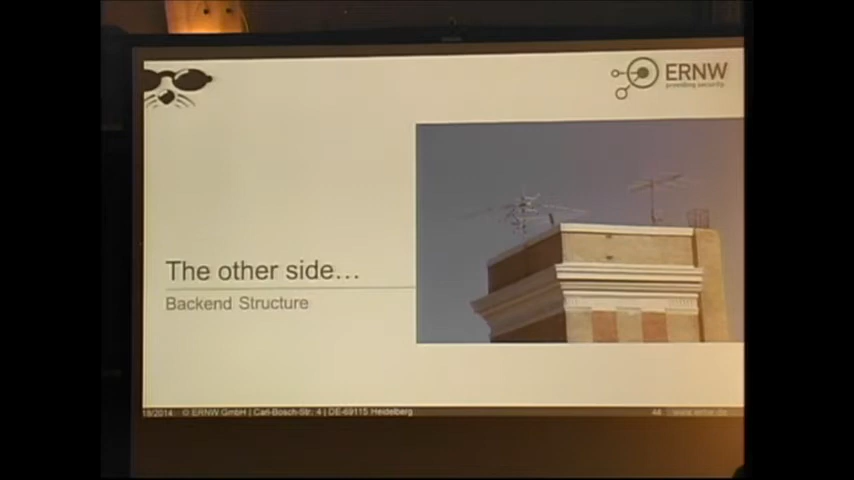 ERNW
providing security.
The other side...
Backend Structure
18/2014 © ERNW GmbH | Carl-Bosch-Str. 4 | DE-69115 Heidelberg
44 www.ernw.de